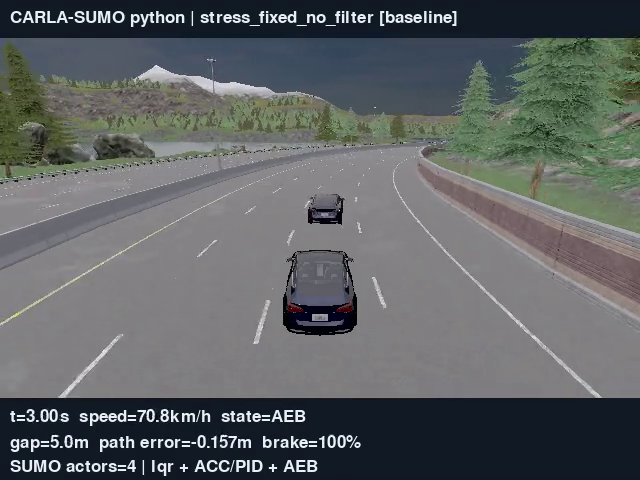 CARLA-SUMO python | stress_fixed_no_filter [baseline]
t=3.00s speed=70.8km/h state=AEB
gap=5.0m path error=-0.157m brake=100%
SUMO actors=4 | lqr + ACC/PID + AEB